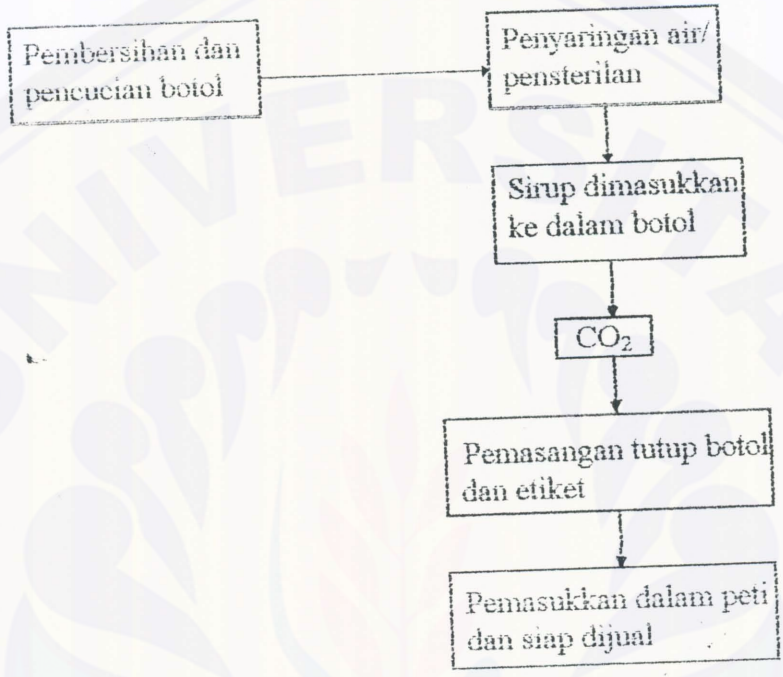 Pembersihan dan
pencucian botol
Penyaringan air/
pensterilan
Sirup dimasukkan
ke dalam botol
CO₂
Pemasangan tutup botol
dan etiket
Pemasukkan dalam peti
dan siap dijual
UNIVERSITA